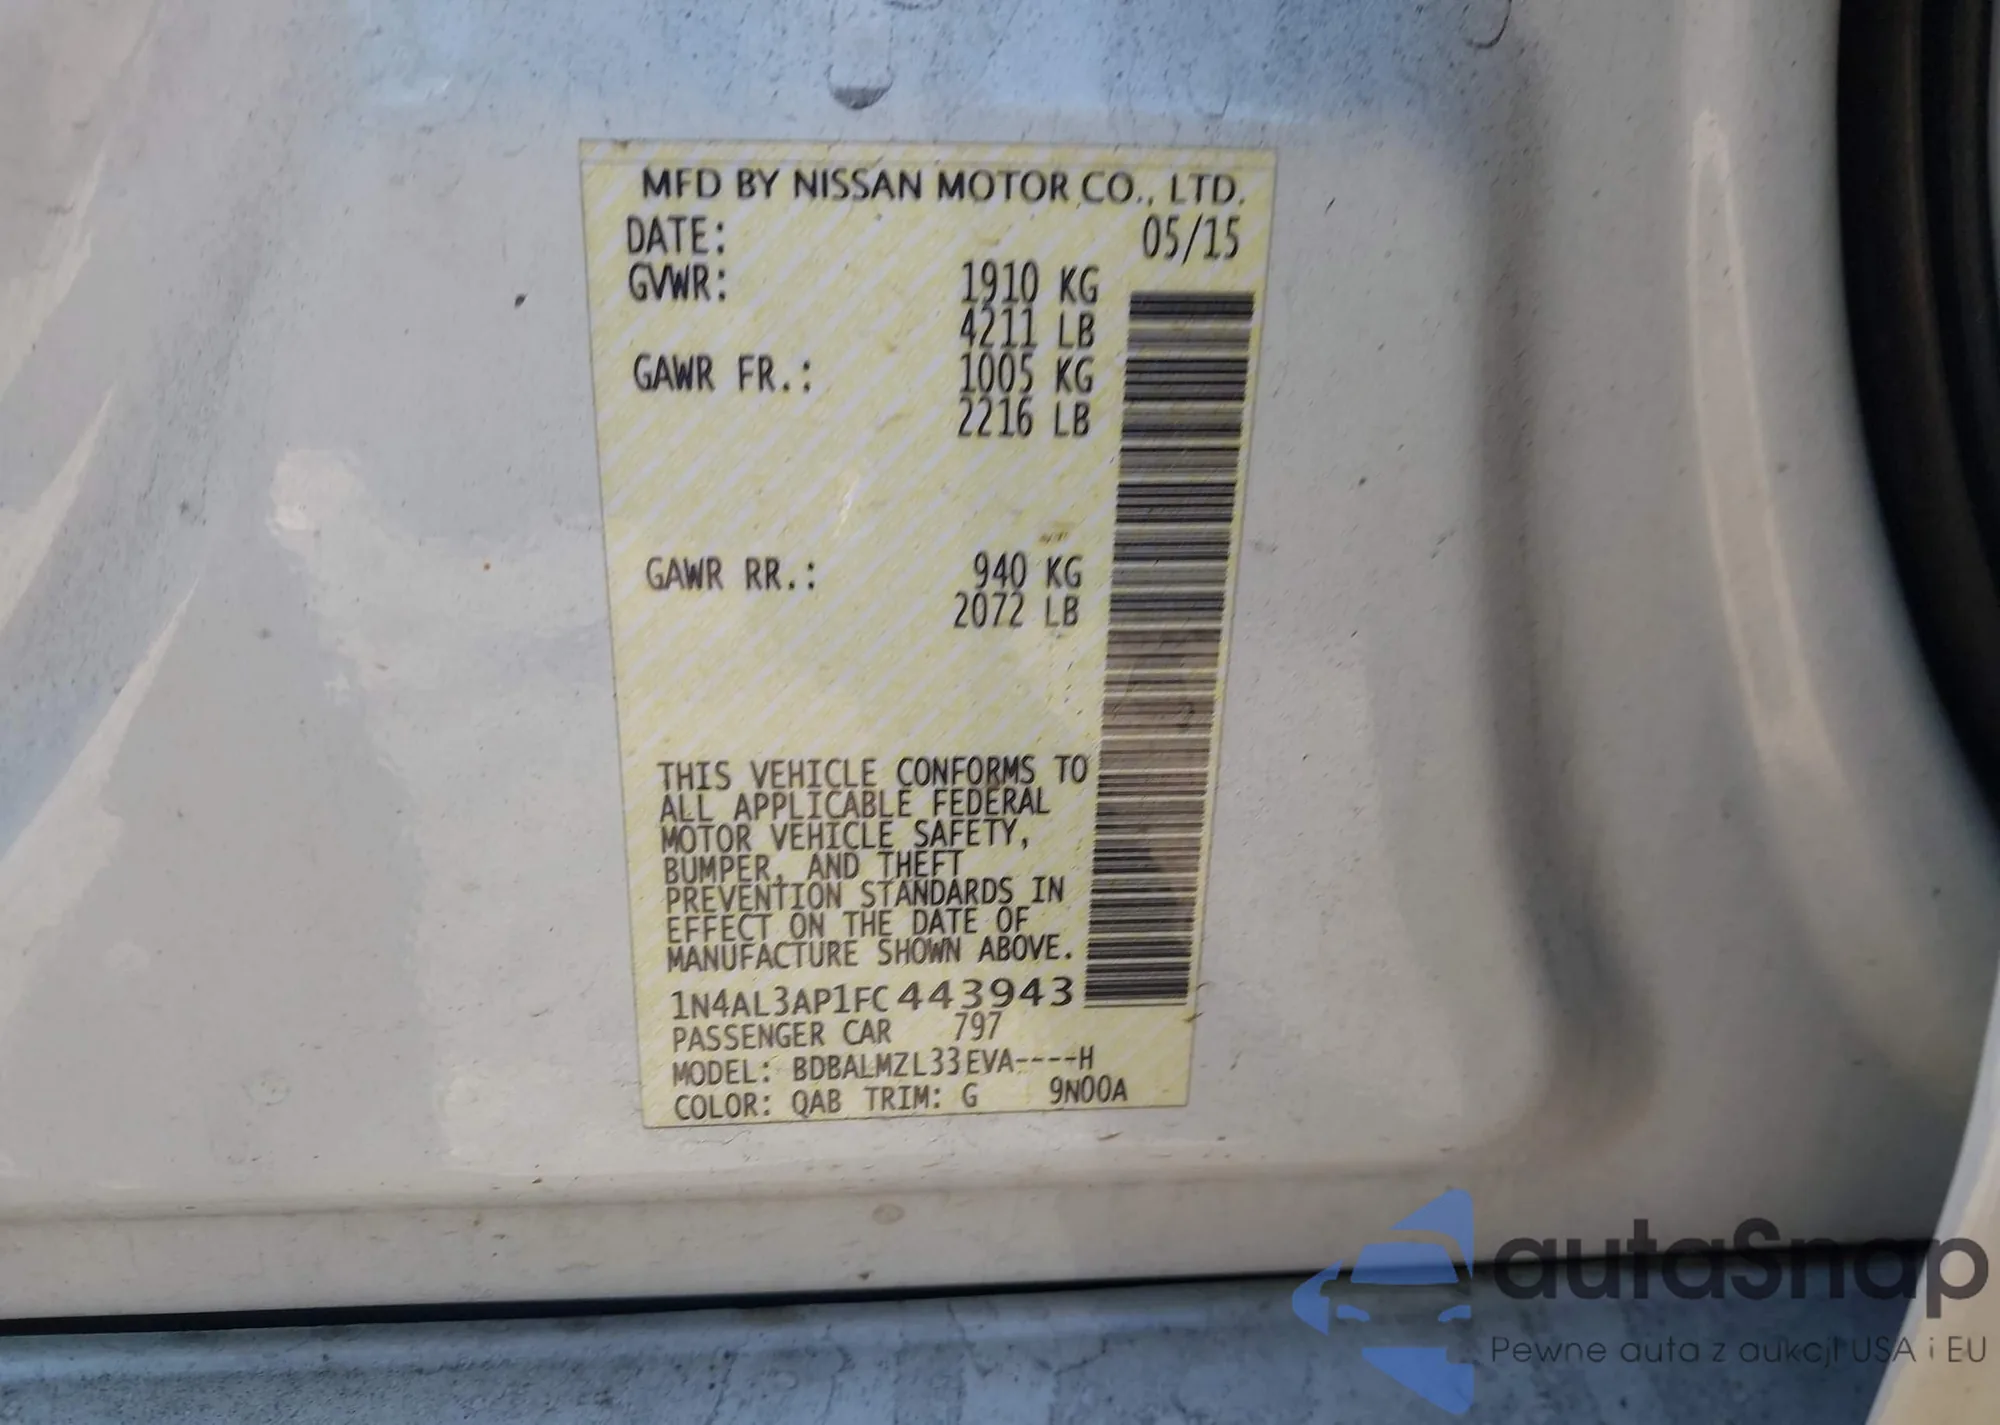 MFD BY NISSAN MOTOR CO., LTD.
DATE: 05/15
GVWR: 1910 KG
4211 LB
GAWR FR.: 1005 KG
2216 LB
GAWR RR.: 940 KG
2072 LB
THIS VEHICLE CONFORMS TO
ALL APPLICABLE FEDERAL
MOTOR VEHICLE SAFETY,
BUMPER, AND THEFT
PREVENTION STANDARDS IN
EFFECT ON THE DATE OF
MANUFACTURE SHOWN ABOVE.
1N4AL3AP1FC443943
PASSENGER CAR 797
MODEL: BDBALMZL33EVA----H
COLOR: QAB TRIM: G 9N00A
autaSnap
Pewne auta z aukcji USA i EU